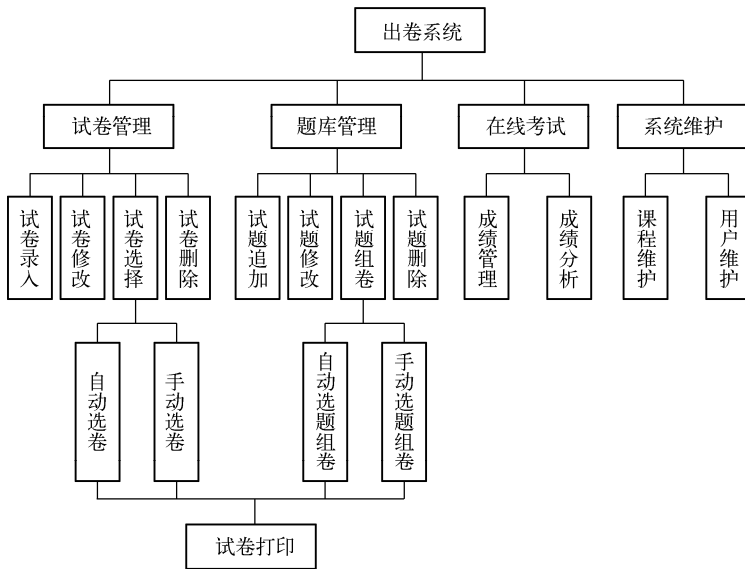 出卷系统
试卷管理
题库管理
在线考试
系统维护
试卷录入
试卷修改
试卷选择
试卷删除
试题追加
试题修改
试题组卷
试题删除
成绩管理
成绩分析
课程维护
用户维护
自动选卷
手动选卷
自动选题组卷
手动选题组卷
试卷打印